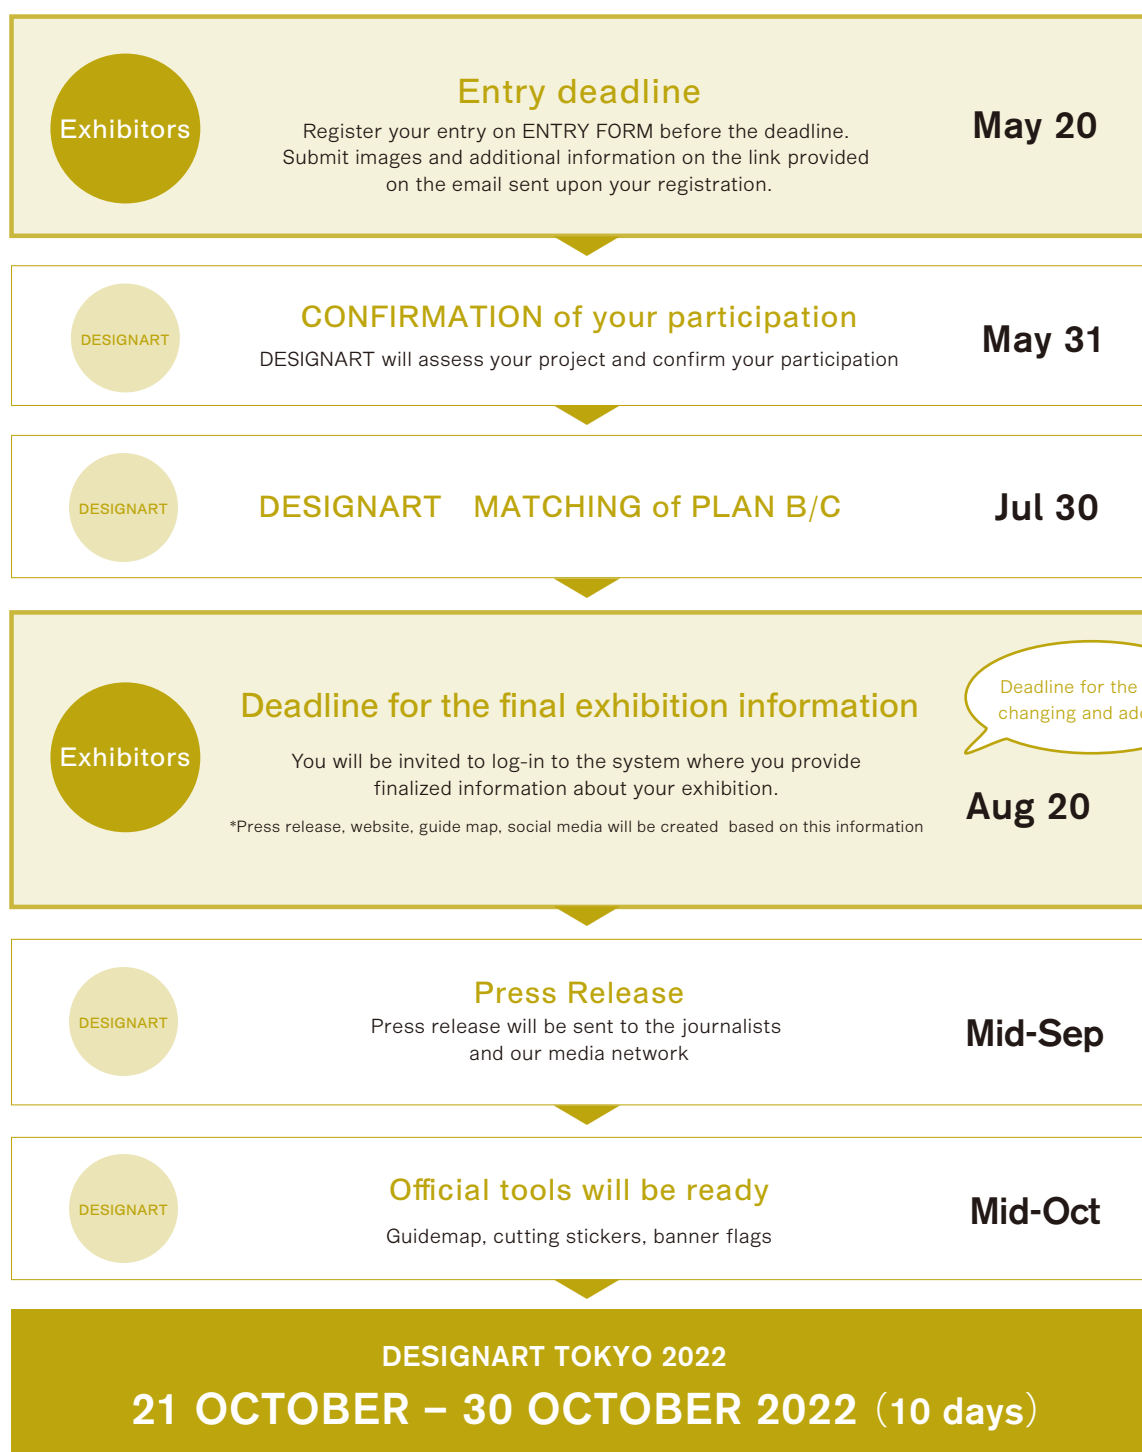 Exhibitors
Entry deadline
Register your entry on ENTRY FORM before the deadline.
Submit images and additional information on the link provided
on the email sent upon your registration.
May 20
DESIGNART
CONFIRMATION of your participation
DESIGNART will assess your project and confirm your participation
May 31
DESIGNART
DESIGNART MATCHING of PLAN B/C
Jul 30
Exhibitors
Deadline for the final exhibition information
You will be invited to log-in to the system where you provide
finalized information about your exhibition.
*Press release, website, guide map, social media will be created based on this information
Deadline for the
changing and
Aug 20
DESIGNART
Press Release
Press release will be sent to the journalists
and our media network
Mid-Sep
DESIGNART
Official tools will be ready
Guidemap, cutting stickers, banner flags
Mid-Oct
DESIGNART TOKYO 2022
21 OCTOBER – 30 OCTOBER 2022（10 days）